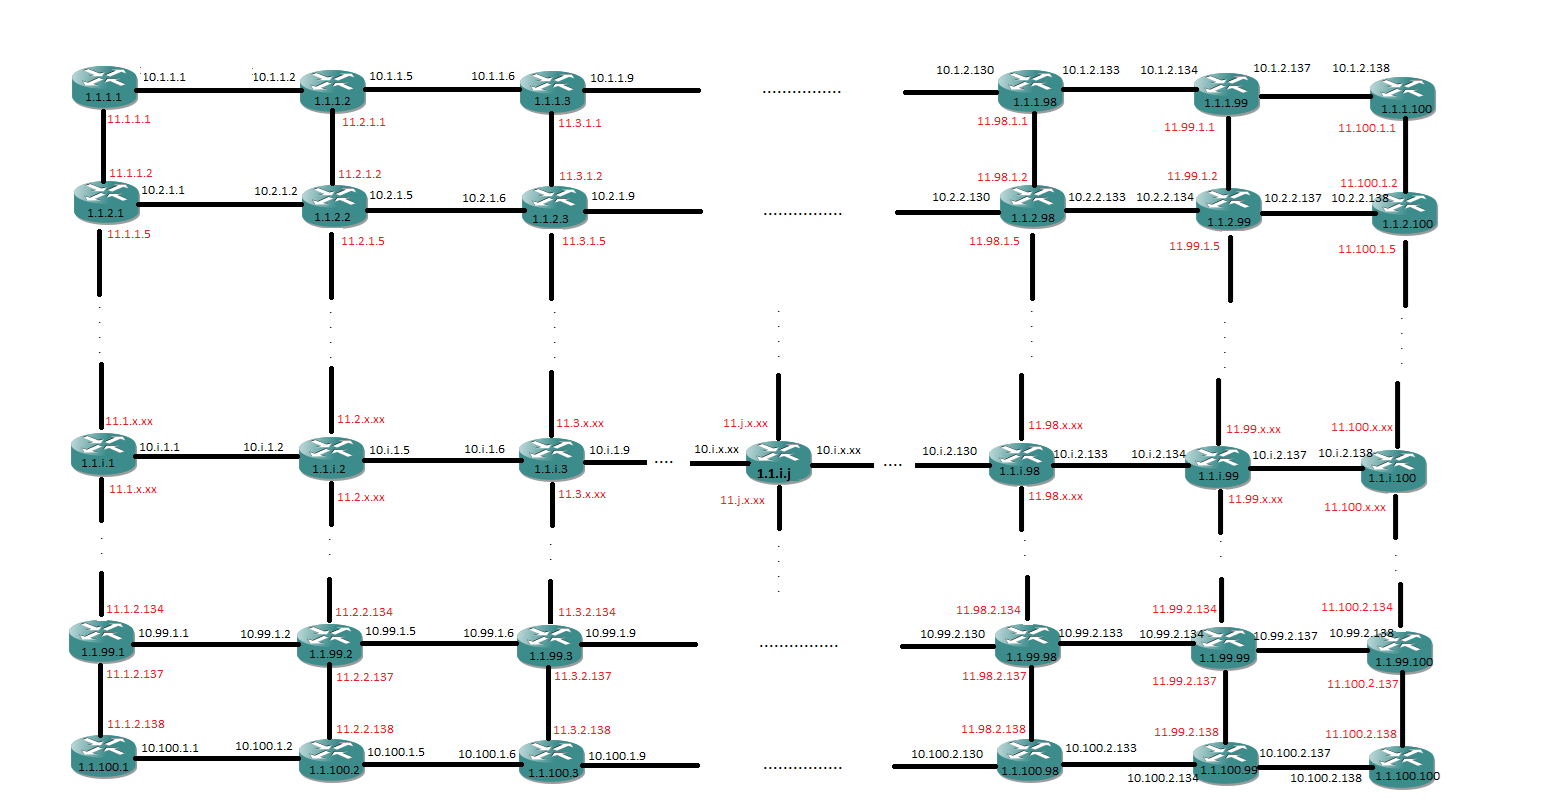 10.1.1.1 10.1.1.2 10.1.1.5 10.1.1.6 10.1.1.9 10.1.2.130 10.1.2.133 10.1.2.134 10.1.2.137 10.1.2.138
1.1.1.1 1.1.1.2 1.1.1.3 ................ 1.1.1.98 1.1.1.99 1.1.1.100
11.1.1.1 11.2.1.1 11.3.1.1 11.98.1.1 11.99.1.1 11.100.1.1
11.1.1.2 11.2.1.2 11.3.1.2 11.98.1.2 11.99.1.2 11.100.1.2
10.2.1.1 10.2.1.2 10.2.1.5 10.2.1.6 10.2.1.9 10.2.2.130 10.2.2.133 10.2.2.134 10.2.2.137 10.2.2.138
1.1.2.1 1.1.2.2 1.1.2.3 ................ 1.1.2.98 1.1.2.99 1.1.2.100
11.1.1.5 11.2.1.5 11.3.1.5 11.98.1.5 11.99.1.5 11.100.1.5
11.1.x.xx 11.2.x.xx 11.3.x.xx 11.j.x.xx 11.98.x.xx 11.99.x.xx 11.100.x.xx
10.i.1.1 10.i.1.2 10.i.1.5 10.i.1.6 10.i.1.9 10.i.x.xx 10.i.x.xx 10.i.2.130 10.i.2.133 10.i.2.134 10.i.2.137 10.i.2.138
1.1.i.1 1.1.i.2 1.1.i.3 .... 1.1.i.j .... 1.1.i.98 1.1.i.99 1.1.i.100
11.1.x.xx 11.2.x.xx 11.3.x.xx 11.j.x.xx 11.98.x.xx 11.99.x.xx 11.100.x.xx
11.1.2.134 11.2.2.134 11.3.2.134 11.98.2.134 11.99.2.134 11.100.2.134
10.99.1.1 10.99.1.2 10.99.1.5 10.99.1.6 10.99.1.9 10.99.2.130 10.99.2.133 10.99.2.134 10.99.2.137 10.99.2.138
1.1.99.1 1.1.99.2 1.1.99.3 ................ 1.1.99.98 1.1.99.99 1.1.99.100
11.1.2.137 11.2.2.137 11.3.2.137 11.98.2.137 11.99.2.137 11.100.2.137
11.1.2.138 11.2.2.138 11.3.2.138 11.98.2.138 11.99.2.138 11.100.2.138
10.100.1.1 10.100.1.2 10.100.1.5 10.100.1.6 10.100.1.9 10.100.2.130 10.100.2.133 10.100.2.134 10.100.2.137 10.100.2.138
1.1.100.1 1.1.100.2 1.1.100.3 ................ 1.1.100.98 1.1.100.99 1.1.100.100